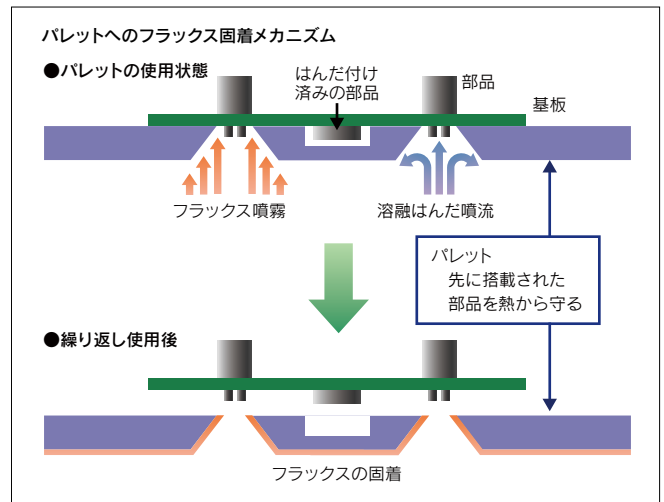 パレットへのフラックス固着メカニズム
●パレットの使用状態
はんだ付け
済みの部品
部品
基板
フラックス噴霧
溶融はんだ噴流
パレット
先に搭載された
部品を熱から守る
●繰り返し使用後
フラックスの固着